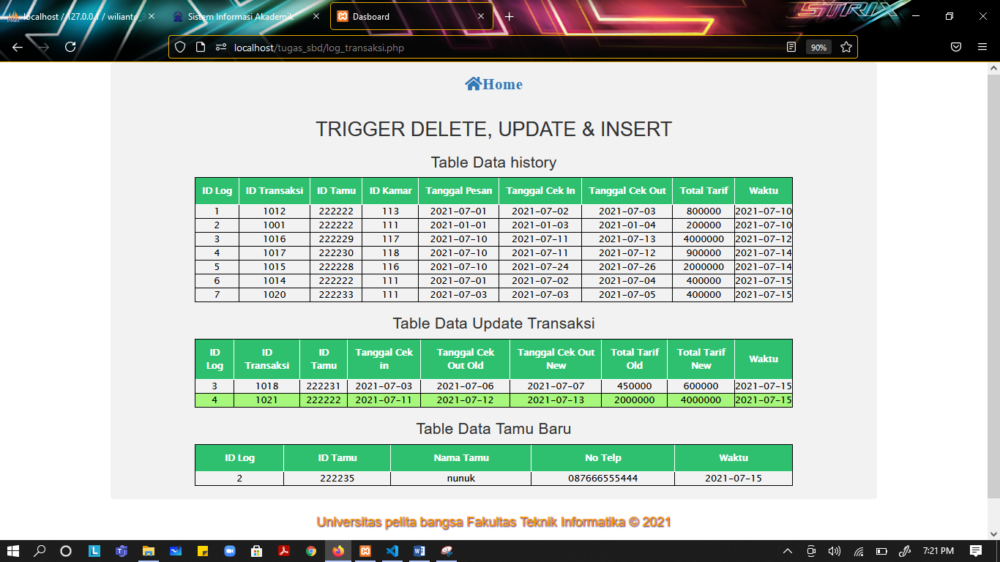 localhost / 127.0.0.1 / wilianto_
Sistem Informasi Akademik
Dasboard
STRIX
localhost/tugas_sbd/log_transaksi.php
90%
Home
TRIGGER DELETE, UPDATE & INSERT
Table Data history
ID Log ID Transaksi ID Tamu ID Kamar Tanggal Pesan Tanggal Cek In Tanggal Cek Out Total Tarif Waktu
1 1012 222222 113 2021-07-01 2021-07-02 2021-07-03 800000 2021-07-10
2 1001 222222 111 2021-01-01 2021-01-03 2021-01-04 200000 2021-07-10
3 1016 222229 117 2021-07-10 2021-07-11 2021-07-13 4000000 2021-07-12
4 1017 222230 118 2021-07-10 2021-07-11 2021-07-12 900000 2021-07-14
5 1015 222228 116 2021-07-10 2021-07-24 2021-07-26 2000000 2021-07-14
6 1014 222222 111 2021-07-01 2021-07-02 2021-07-04 400000 2021-07-15
7 1020 222233 111 2021-07-03 2021-07-03 2021-07-05 400000 2021-07-15
Table Data Update Transaksi
ID Log ID Transaksi ID Tamu Tanggal Cek in Tanggal Cek Out Old Tanggal Cek Out New Total Tarif Old Total Tarif New Waktu
3 1018 222231 2021-07-03 2021-07-06 2021-07-07 450000 600000 2021-07-15
4 1021 222222 2021-07-11 2021-07-12 2021-07-13 2000000 4000000 2021-07-15
Table Data Tamu Baru
ID Log ID Tamu Nama Tamu No Telp Waktu
2 222235 nunuk 087666555444 2021-07-15
Universitas pelita bangsa Fakultas Teknik Informatika © 2021
7:21 PM